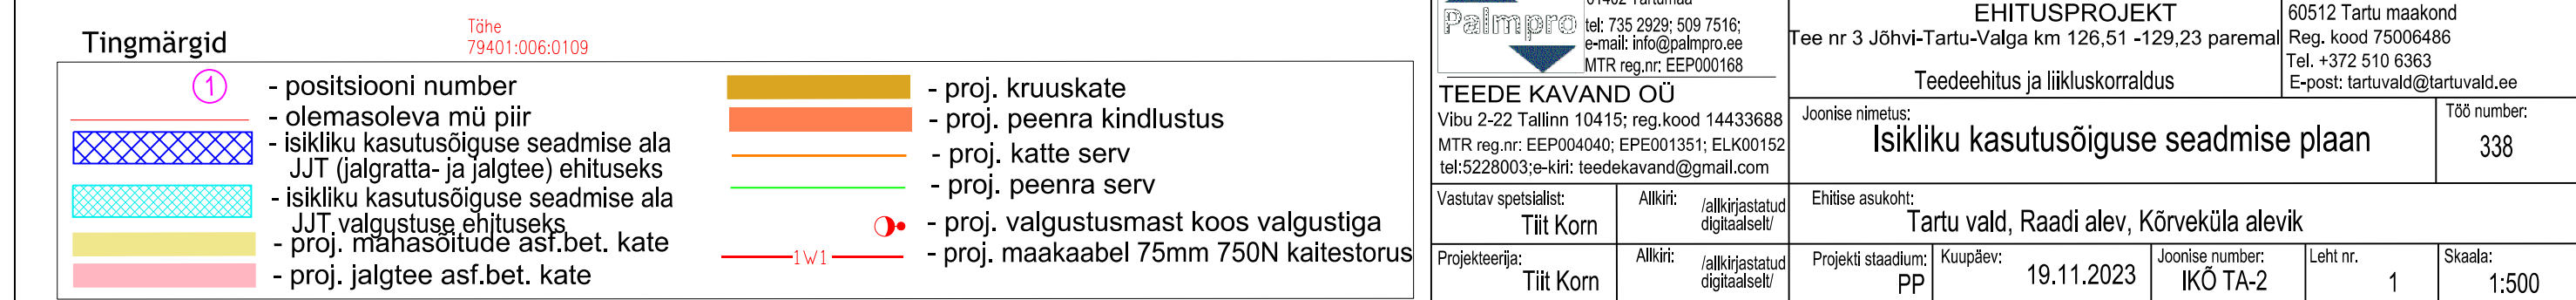 Tingmärgid
Tähe
79401:006:0109
1 - positsiooni number
- olemasoleva mü piir
- isikliku kasutusõiguse seadmise ala
JJT (jalgratta- ja jalgtee) ehituseks
- isikliku kasutusõiguse seadmise ala
JJT valgustuse ehituseks
- proj. mahasõitude asf.bet. kate
- proj. jalgtee asf.bet. kate
- proj. kruuskate
- proj. peenra kindlustus
- proj. katte serv
- proj. peenra serv
- proj. valgustusmast koos valgustiga
1W1 - proj. maakaabel 75mm 750N kaitestorus
Palmpro
tel: 735 2929; 509 7516;
e-mail: info@palmpro.ee
MTR reg.nr: EEP000168
TEEDE KAVAND OÜ
Vibu 2-22 Tallinn 10415; reg.kood 14433688
MTR reg.nr: EEP004040; EPE001351; ELK00152
tel:5228003;e-kiri: teedekavand@gmail.com
Vastutav spetsialist:
Tiit Korn
Allkiri:
/allkirjastatud
digitaalselt/
Projekteerija:
Tiit Korn
Allkiri:
/allkirjastatud
digitaalselt/
EHITUSPROJEKT
Tee nr 3 Jõhvi-Tartu-Valga km 126,51 -129,23 paremal
Teedeehitus ja liikluskorraldus
60512 Tartu maakond
Reg. kood 75006486
Tel. +372 510 6363
E-post: tartuvald@tartuvald.ee
Joonise nimetus:
Isikliku kasutusõiguse seadmise plaan
Töö number:
338
Ehitise asukoht:
Tartu vald, Raadi alev, Kõrveküla alevik
Projekti staadium:
PP
Kuupäev:
19.11.2023
Joonise number:
IKÕ TA-2
Leht nr.
1
Skaala:
1:500